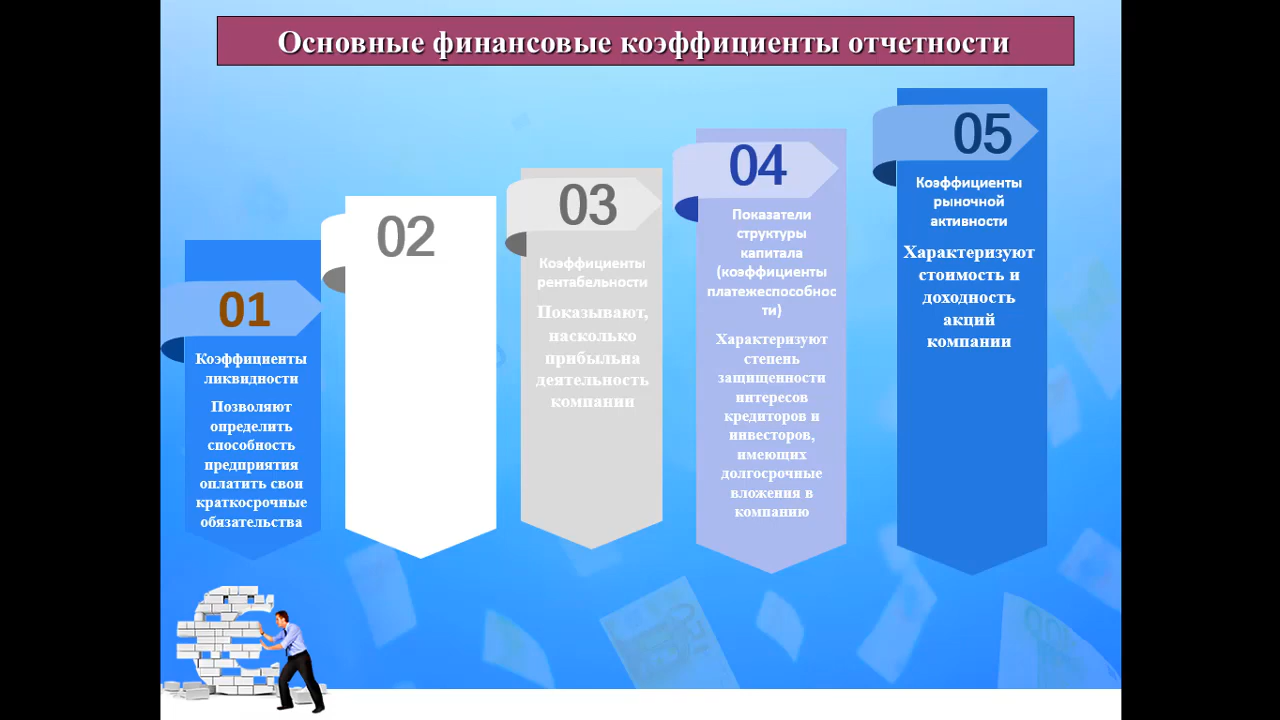 Основные финансовые коэффициенты отчетности
01
Коэффициенты
ликвидности
Позволяют
определить
способность
предприятия
оплатить свои
краткосрочные
обязательства
02
03
Коэффициенты
рентабельности
Показывают,
насколько
прибыльна
деятельность
компании
04
Показатели
структуры
капитала
(коэффициенты
платежеспособнос
ти)
Характеризуют
степень
защищенности
интересов
кредиторов и
инвесторов,
имеющих
долгосрочные
вложения в
компанию
05
Коэффициенты
рыночной
активности
Характеризуют
стоимость и
доходность
акций
компании